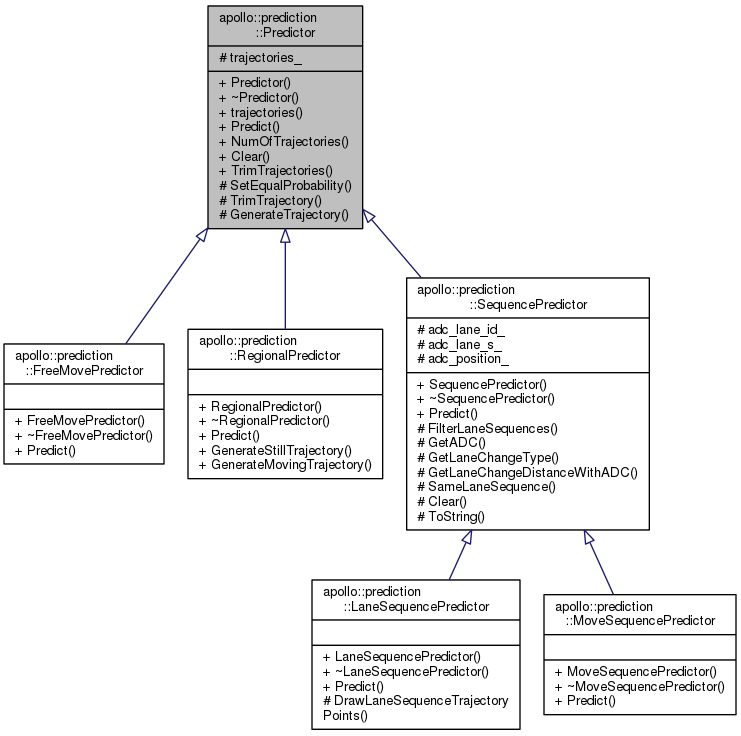 apollo::prediction
::Predictor
# trajectories_
+ Predictor()
+ ~Predictor()
+ trajectories()
+ Predict()
+ NumOfTrajectories()
+ Clear()
+ TrimTrajectories()
# SetEqualProbability()
# TrimTrajectory()
# GenerateTrajectory()
apollo::prediction
::FreeMovePredictor
+ FreeMovePredictor()
+ ~FreeMovePredictor()
+ Predict()
apollo::prediction
::RegionalPredictor
+ RegionalPredictor()
+ ~RegionalPredictor()
+ Predict()
+ GenerateStillTrajectory()
+ GenerateMovingTrajectory()
apollo::prediction
::SequencePredictor
# adc_lane_id_
# adc_lane_s_
# adc_position_
+ SequencePredictor()
+ ~SequencePredictor()
+ Predict()
# FilterLaneSequences()
# GetADC()
# GetLaneChangeType()
# GetLaneChangeDistanceWithADC()
# SameLaneSequence()
# Clear()
# ToString()
apollo::prediction
::LaneSequencePredictor
+ LaneSequencePredictor()
+ ~LaneSequencePredictor()
+ Predict()
# DrawLaneSequenceTrajectory
Points()
apollo::prediction
::MoveSequencePredictor
+ MoveSequencePredictor()
+ ~MoveSequencePredictor()
+ Predict()